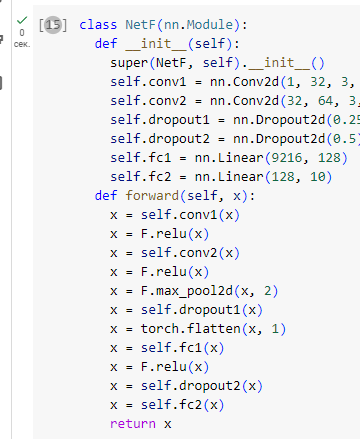 [15] class NetF(nn.Module):
0
сек.
def __init__(self):
super(NetF, self).__init__()
self.conv1 = nn.Conv2d(1, 32, 3,
self.conv2 = nn.Conv2d(32, 64, 3,
self.dropout1 = nn.Dropout2d(0.25
self.dropout2 = nn.Dropout2d(0.5)
self.fc1 = nn.Linear(9216, 128)
self.fc2 = nn.Linear(128, 10)
def forward(self, x):
x = self.conv1(x)
x = F.relu(x)
x = self.conv2(x)
x = F.relu(x)
x = F.max_pool2d(x, 2)
x = self.dropout1(x)
x = torch.flatten(x, 1)
x = self.fc1(x)
x = F.relu(x)
x = self.dropout2(x)
x = self.fc2(x)
return x